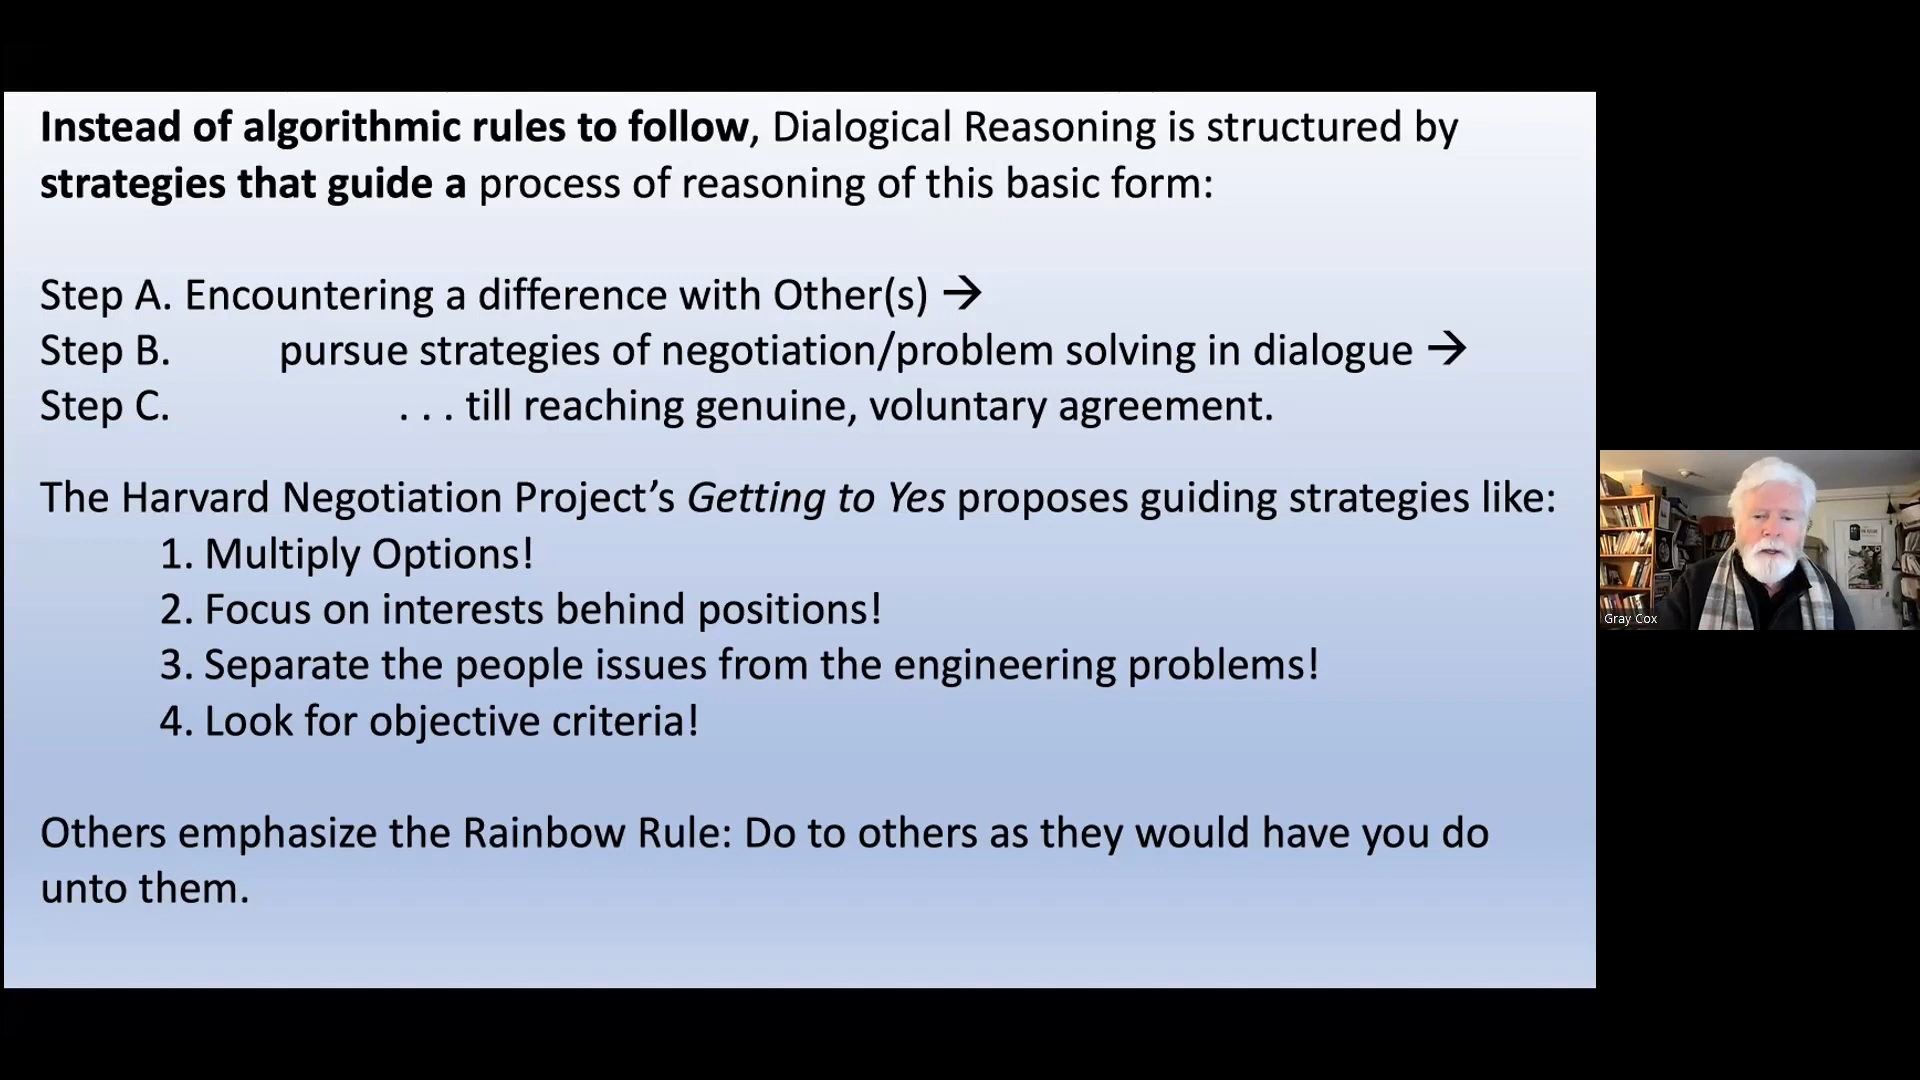 Instead of algorithmic rules to follow, Dialogical Reasoning is structured by
strategies that guide a process of reasoning of this basic form:
Step A. Encountering a difference with Other(s) →
Step B. pursue strategies of negotiation/problem solving in dialogue →
Step C. . . . till reaching genuine, voluntary agreement.
The Harvard Negotiation Project’s Getting to Yes proposes guiding strategies like:
1. Multiply Options!
2. Focus on interests behind positions!
3. Separate the people issues from the engineering problems!
4. Look for objective criteria!
Others emphasize the Rainbow Rule: Do to others as they would have you do
unto them.
Gray Cox